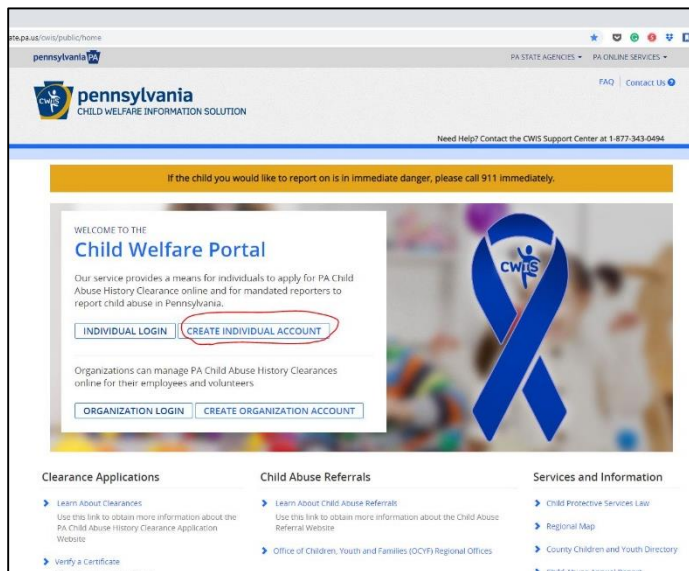 ate.pa.us/cwis/public/home
pennsylvania PA
PA STATE AGENCIES PA ONLINE SERVICES
FAQ Contact Us
CWIS pennsylvania
CHILD WELFARE INFORMATION SOLUTION
Need Help? Contact the CWIS Support Center at 1-877-343-0494
If the child you would like to report on is in immediate danger, please call 911 immediately.
WELCOME TO THE
Child Welfare Portal
Our service provides a means for individuals to apply for PA Child
Abuse History Clearance online and for mandated reporters to
report child abuse in Pennsylvania.
INDIVIDUAL LOGIN CREATE INDIVIDUAL ACCOUNT
Organizations can manage PA Child Abuse History Clearances
online for their employees and volunteers
ORGANIZATION LOGIN CREATE ORGANIZATION ACCOUNT
CWIS
Clearance Applications
Learn About Clearances
Use this link to obtain more information about the
PA Child Abuse History Clearance Application
Website
Verify a Certificate
Child Abuse Referrals
Learn About Child Abuse Referrals
Use this link to obtain more information about the Child Abuse
Referral Website
Office of Children, Youth and Families (OCYF) Regional Offices
Services and Information
Child Protective Services Law
Regional Map
County Children and Youth Directory